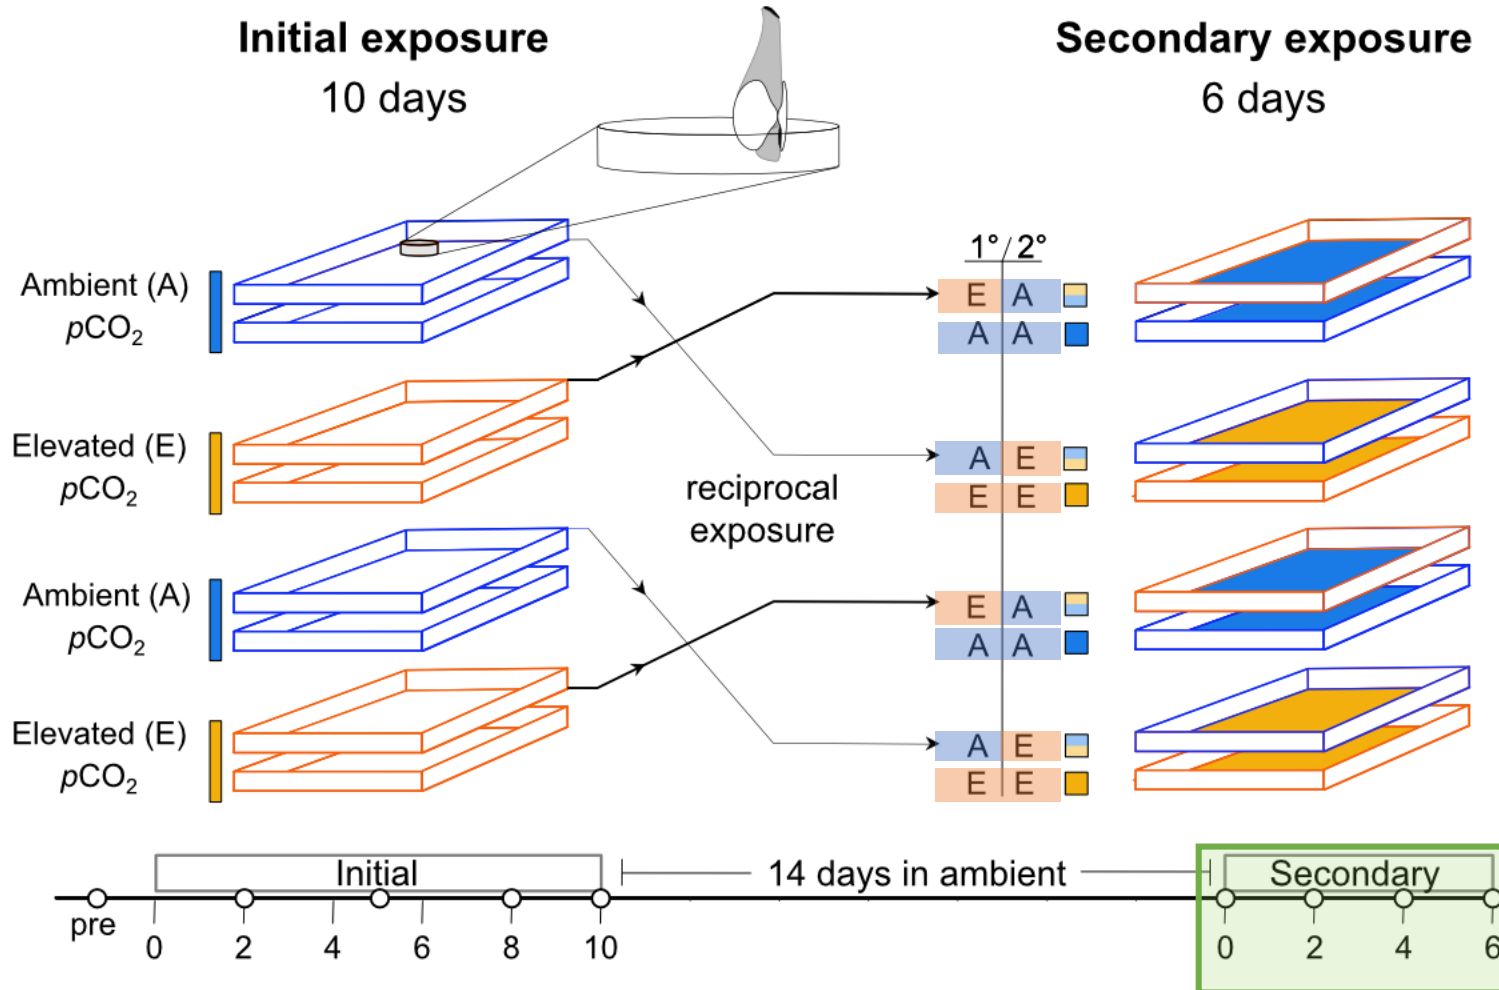 Initial exposure
10 days
Secondary exposure
6 days
1°/2°
Ambient (A)
pCO₂
E A
A A
Elevated (E)
pCO₂
A E
E E
reciprocal
exposure
Ambient (A)
pCO₂
E A
A A
Elevated (E)
pCO₂
A E
E E
Initial
14 days in ambient
Secondary
pre
0 2 4 6 8 10
0 2 4 6